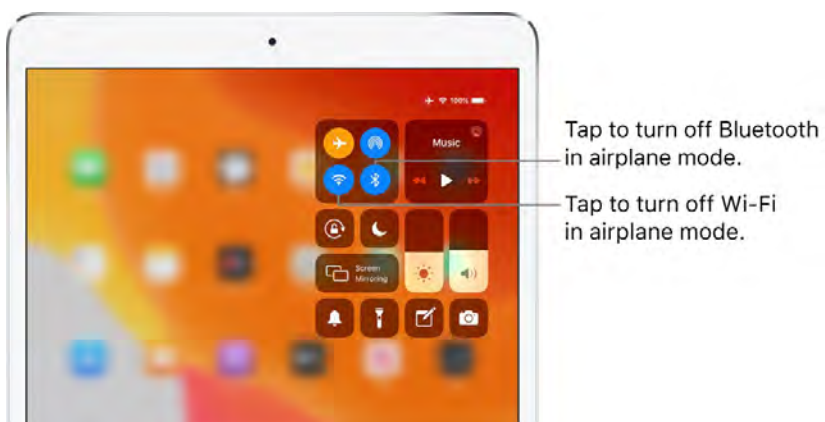 100%
Music
Tap to turn off Bluetooth
in airplane mode.
Tap to turn off Wi-Fi
in airplane mode.
Screen
Mirroring